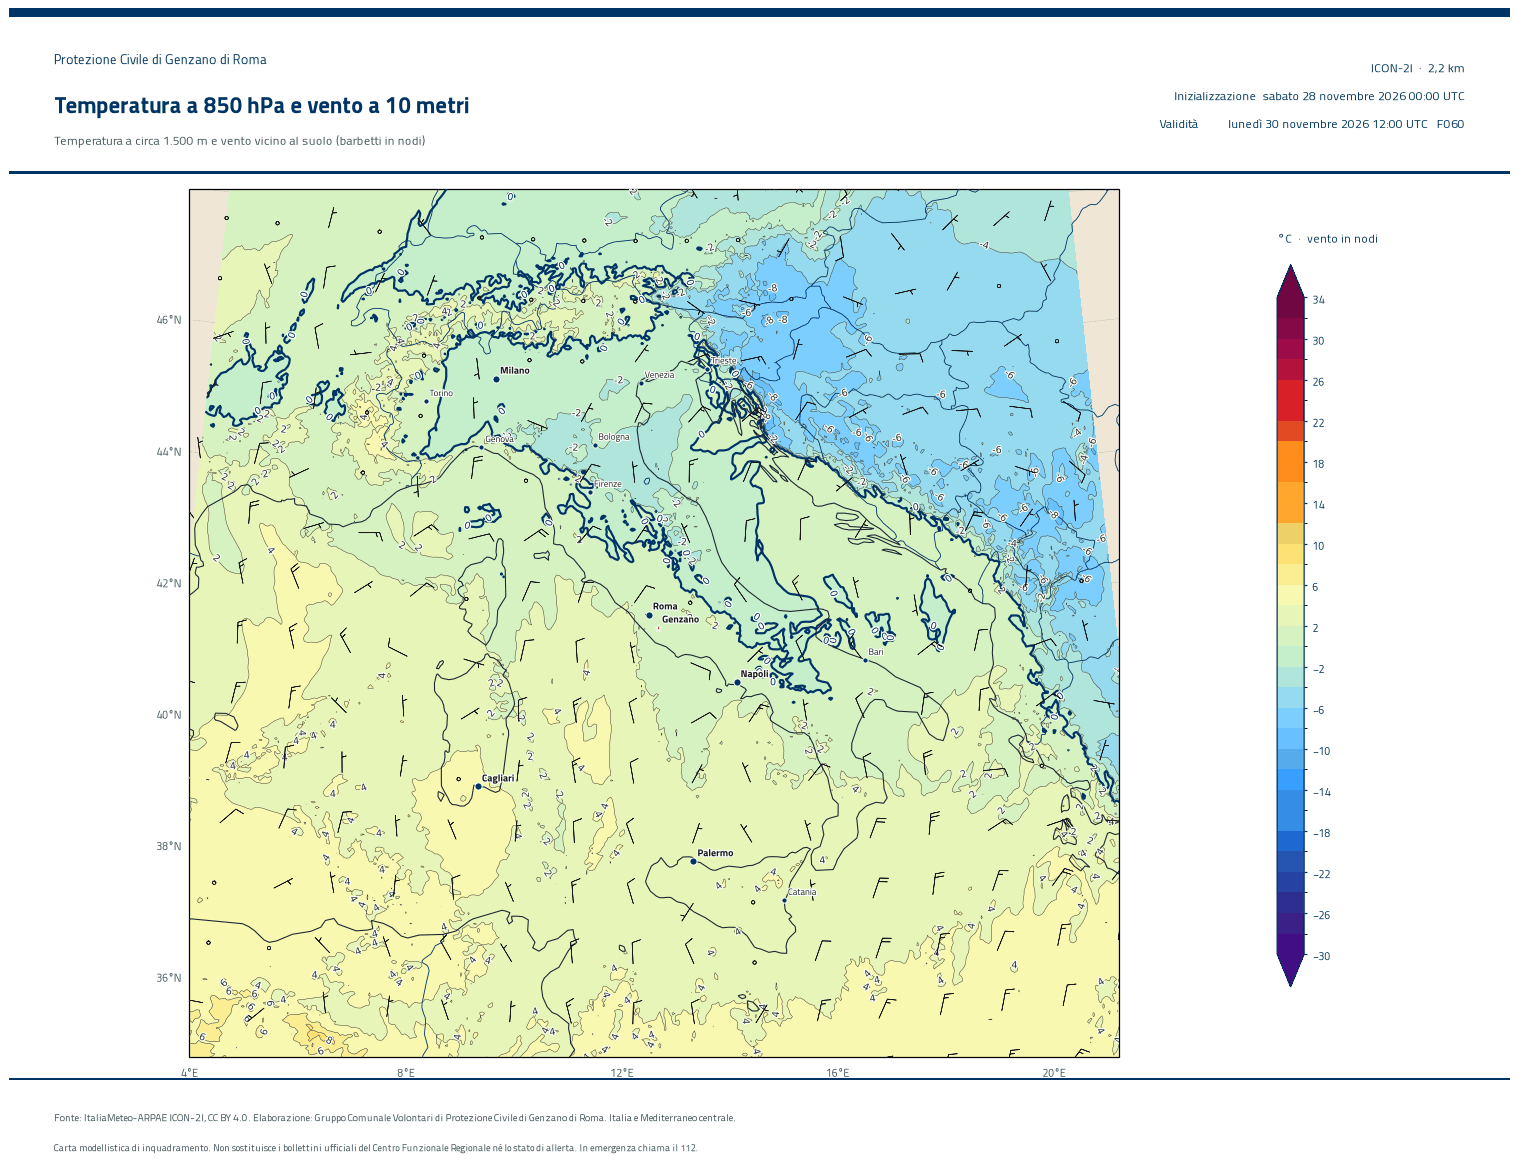 Protezione Civile di Genzano di Roma
Temperatura a 850 hPa e vento a 10 metri
Temperatura a circa 1.500 m e vento vicino al suolo (barbetti in nodi)
ICON-2I · 2,2 km
Inizializzazione sabato 28 novembre 2026 00:00 UTC
Validità lunedì 30 novembre 2026 12:00 UTC F060
°C · vento in nodi
34
30
26
22
18
14
10
6
2
−2
−6
−10
−14
−18
−22
−26
−30
46°N
44°N
42°N
40°N
38°N
36°N
4°E
8°E
12°E
16°E
20°E
Trieste
Milano
Venezia
Torino
Genova
Bologna
Firenze
Roma
Genzano
Bari
Napoli
Cagliari
Palermo
Catania
Fonte: ItaliaMeteo-ARPAE ICON-2I, CC BY 4.0. Elaborazione: Gruppo Comunale Volontari di Protezione Civile di Genzano di Roma. Italia e Mediterraneo centrale.
Carta modellistica di inquadramento. Non sostituisce i bollettini ufficiali del Centro Funzionale Regionale né lo stato di allerta. In emergenza chiama il 112.